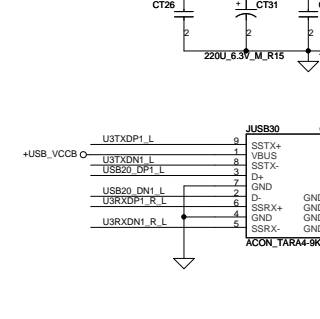 CT26
+
CT31
2
2
2
220U_6.3V_M_R15
JUSB30
U3TXDP1_L 9 SSTX+
+USB_VCCB 1 VBUS
U3TXDN1_L 8 SSTX-
USB20_DP1_L 3 D+
7 GND
USB20_DN1_L 2 D- GND
U3RXDP1_R_L 6 SSRX+ GND
4 GND GND
U3RXDN1_R_L 5 SSRX- GND
ACON_TARA4-9K